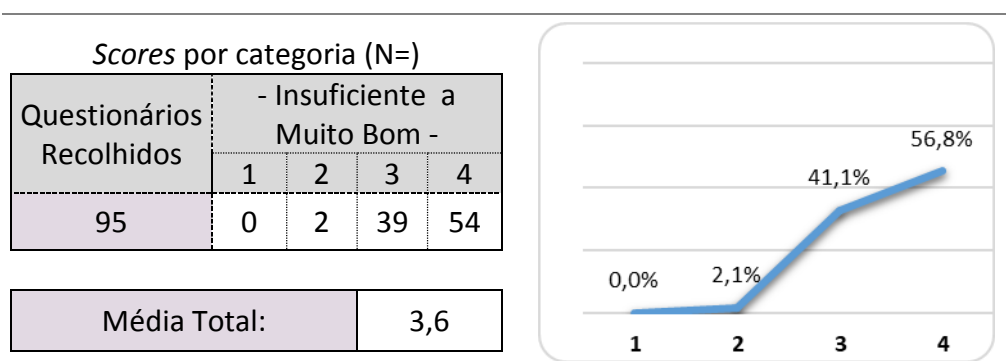 Scores por categoria (N=)
Questionários Recolhidos
- Insuficiente a
Muito Bom -
1 2 3 4
95 0 2 39 54
Média Total: 3,6
56,8%
41,1%
0,0% 2,1%
1 2 3 4